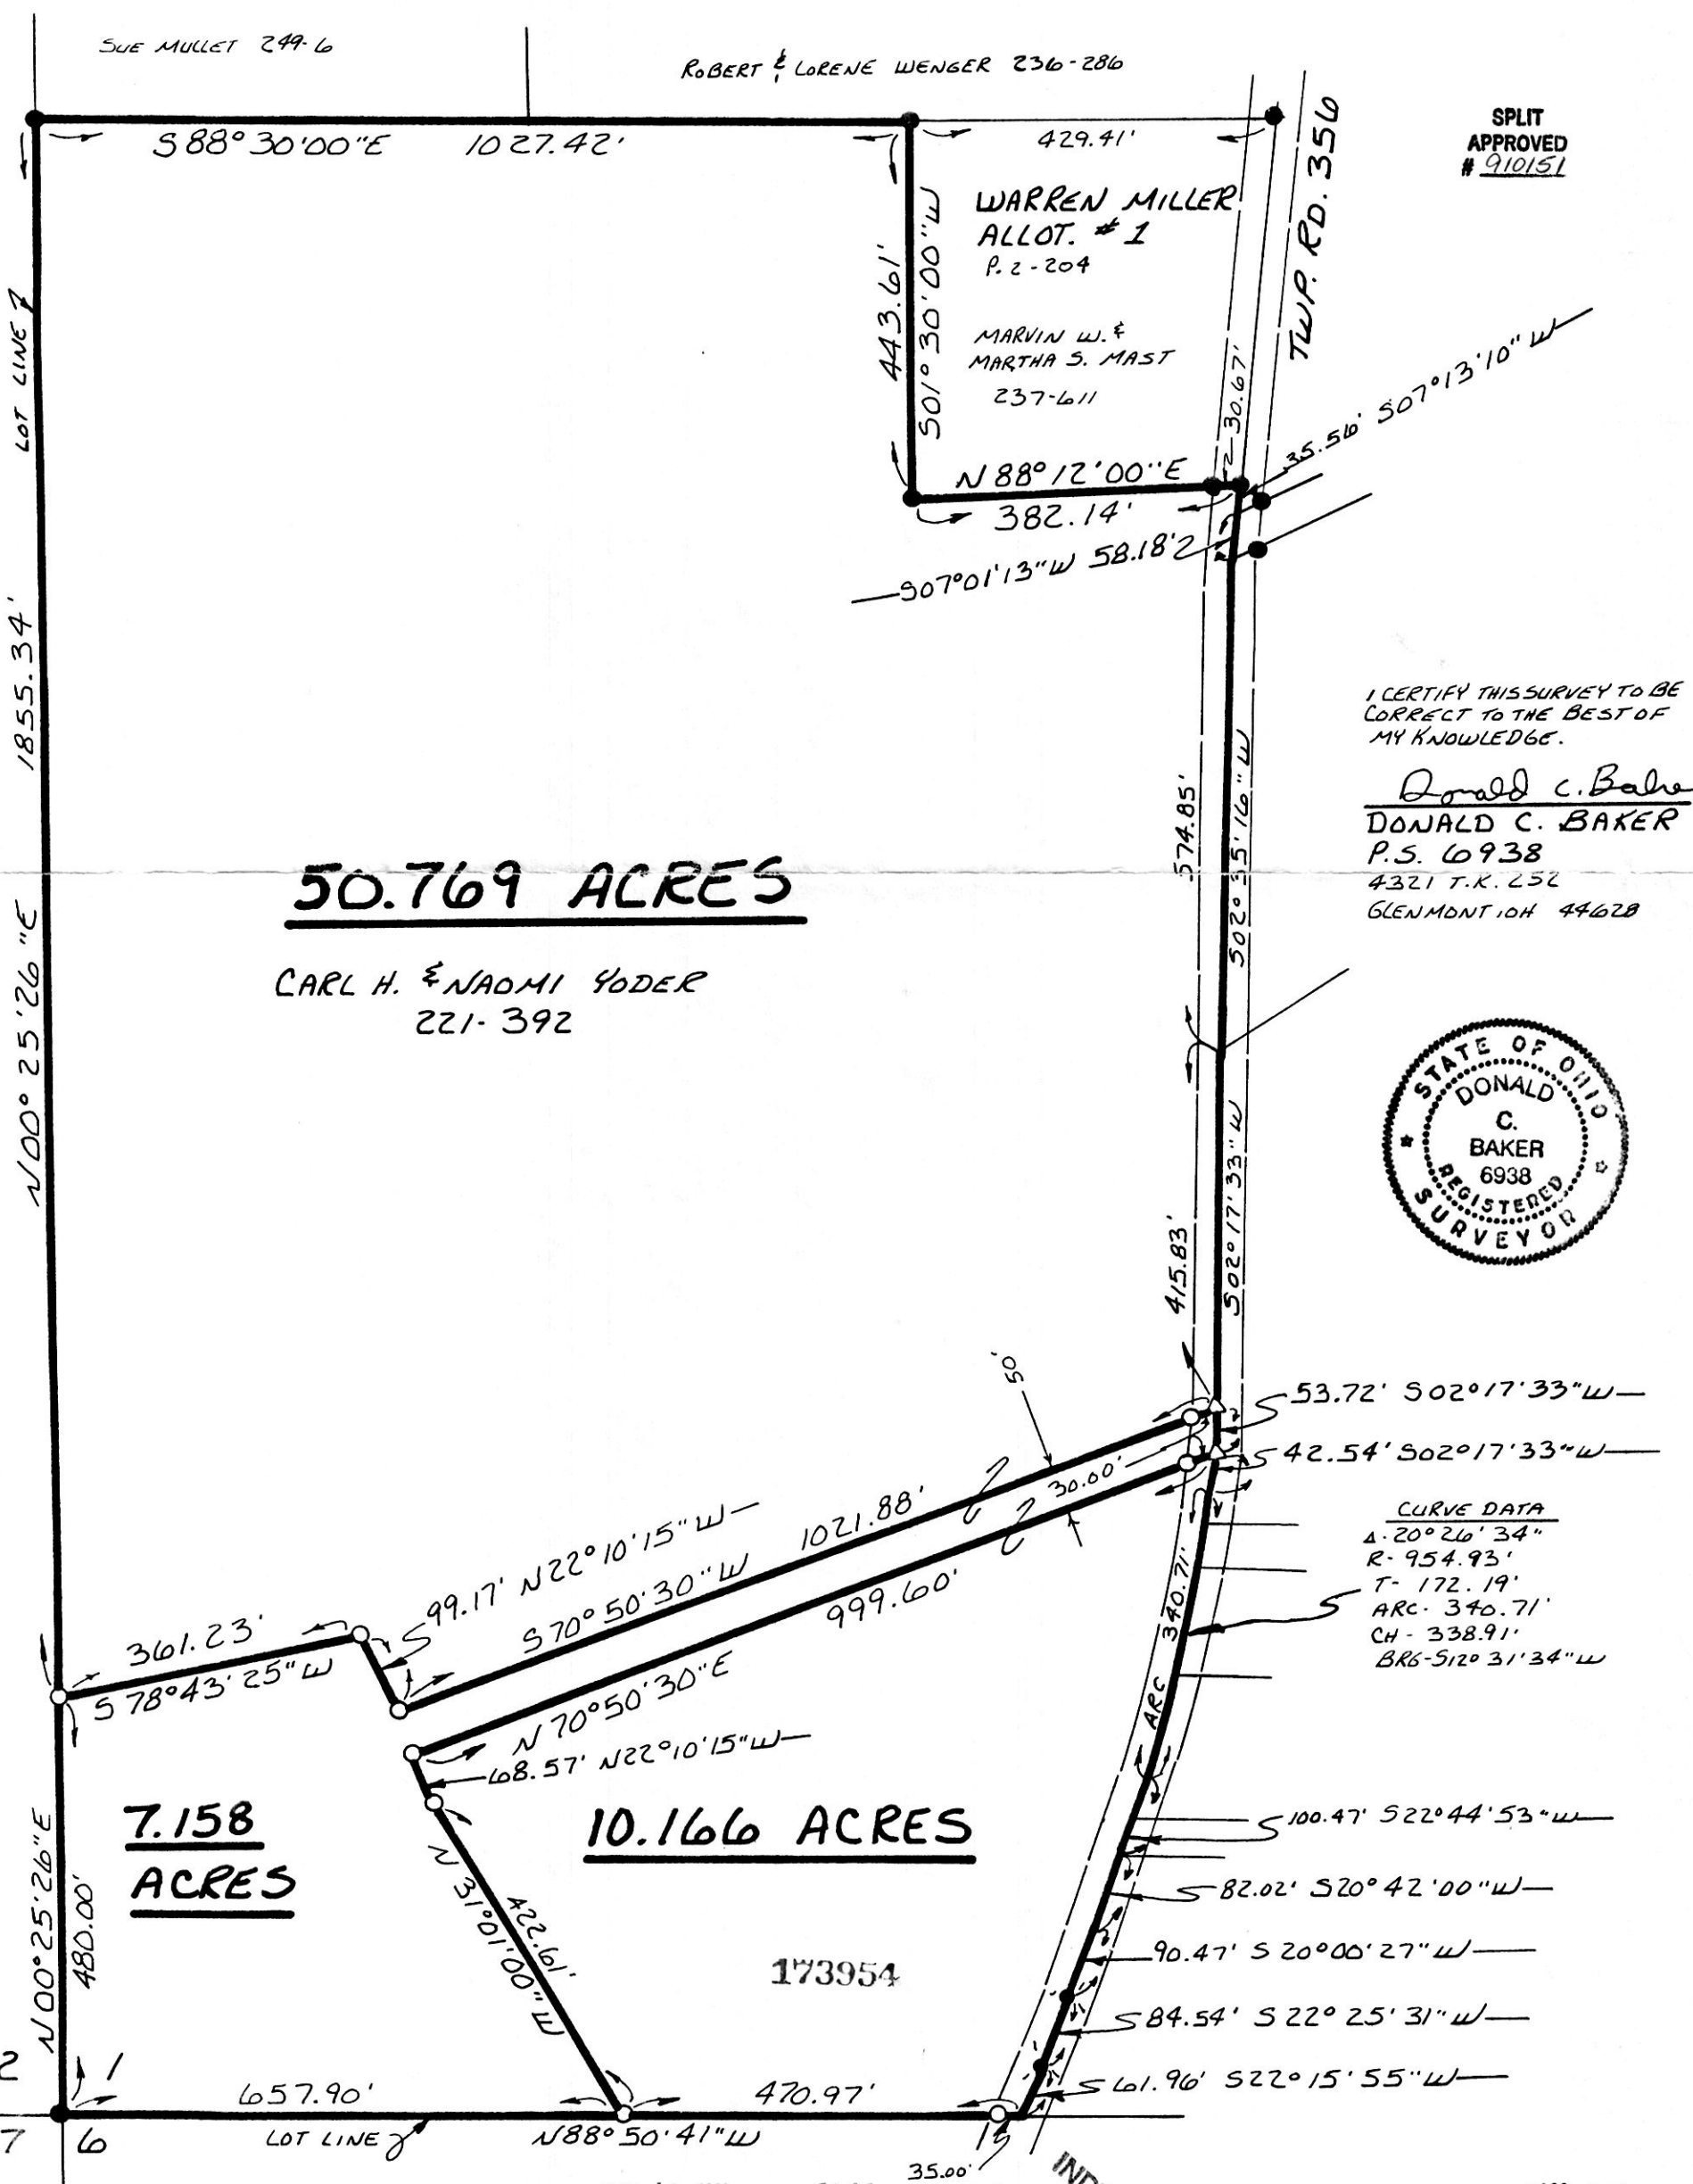 SUE MULLET 249-6
ROBERT & LORENE WENGER 236-286
SPLIT
APPROVED
# 910151
S88°30'00"E 1027.42'
429.41'
TWP. RD. 356
LOT LINE
443.61'
S01°30'00"W
WARREN MILLER
ALLOT. #1
P. 2-204
MARVIN W. &
MARTHA S. MAST
237-611
30.67'
35.56' S07°13'10"W
N88°12'00"E
382.14'
S07°01'13"W 58.18'
1855.34'
N00°25'26"E
I CERTIFY THIS SURVEY TO BE
CORRECT TO THE BEST OF
MY KNOWLEDGE.
Donald C. Baker
DONALD C. BAKER
P.S. 6938
4321 T.R. 252
GLENMONT, OH 44628
574.85'
S02°35'16"W
50.769 ACRES
CARL H. & NAOMI YODER
221-392
STATE OF OHIO
DONALD
C.
BAKER
6938
REGISTERED
SURVEYOR
415.83'
S02°17'33"W
50'
53.72' S02°17'33"W
42.54' S02°17'33"W
30.00'
99.17' N22°10'15"W
1021.88'
S70°50'30"W
999.60'
N70°50'30"E
CURVE DATA
Δ-20°26'34"
R-954.93'
T-172.19'
ARC-340.71'
CH-338.91'
BRG-S12°31'34"W
ARC 340.71'
361.23'
S78°43'25"W
68.57' N22°10'15"W
7.158
ACRES
10.166 ACRES
N31°01'00"W
422.61'
173954
100.47' S22°44'53"W
82.02' S20°42'00"W
90.47' S20°00'27"W
84.54' S22°25'31"W
61.96' S22°15'55"W
N00°25'26"E
480.00'
2 1
7 6
657.90'
470.97'
LOT LINE
N88°50'41"W
35.00'